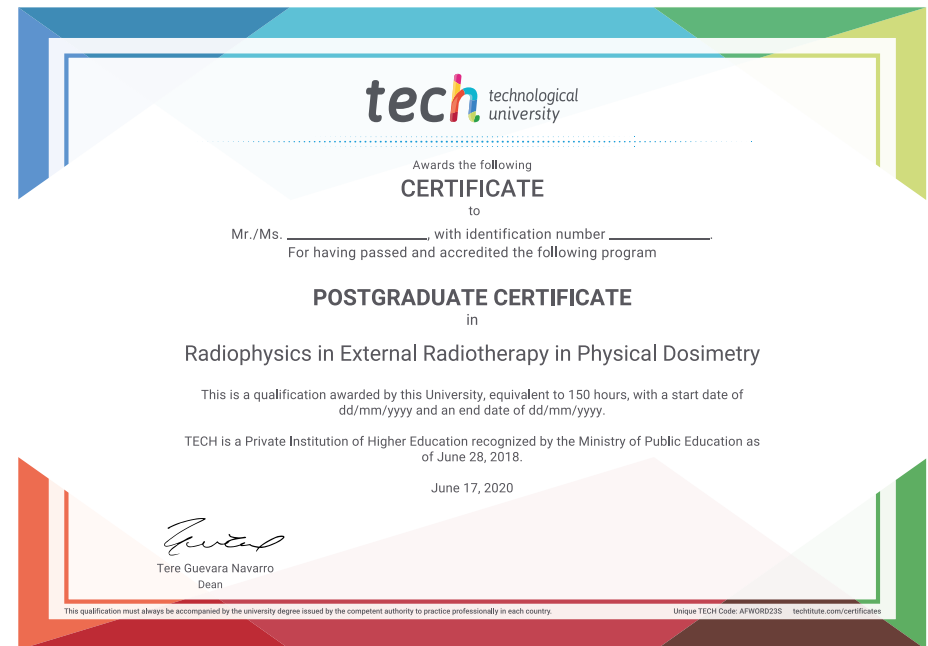 tech technological
university
Awards the following
CERTIFICATE
to
Mr./Ms. ____________________, with identification number ______________.
For having passed and accredited the following program
POSTGRADUATE CERTIFICATE
in
Radiophysics in External Radiotherapy in Physical Dosimetry
This is a qualification awarded by this University, equivalent to 150 hours, with a start date of
dd/mm/yyyy and an end date of dd/mm/yyyy.
TECH is a Private Institution of Higher Education recognized by the Ministry of Public Education as
of June 28, 2018.
June 17, 2020
Tere Guevara Navarro
Dean
This qualification must always be accompanied by the university degree issued by the competent authority to practice professionally in each country.
Unique TECH Code: AFWORD23S techtitute.com/certificates